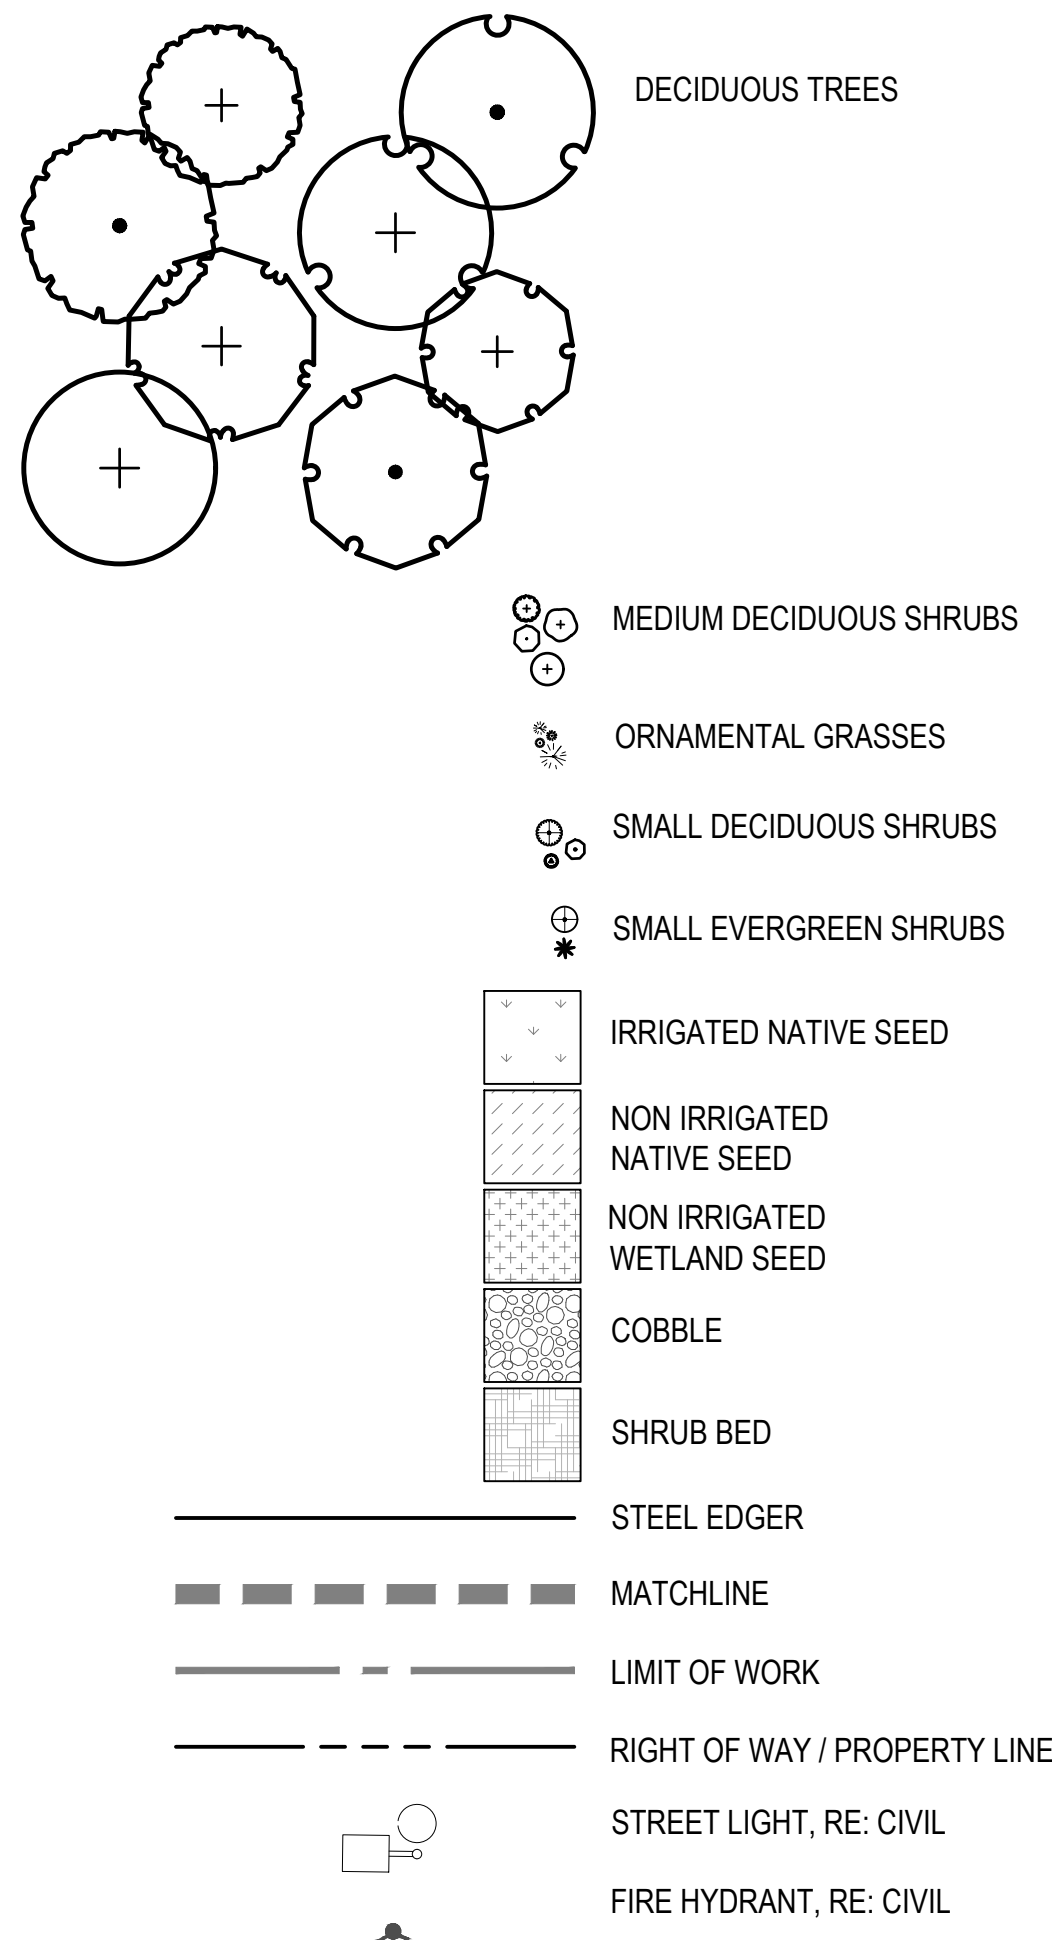 DECIDUOUS TREES
MEDIUM DECIDUOUS SHRUBS
ORNAMENTAL GRASSES
SMALL DECIDUOUS SHRUBS
SMALL EVERGREEN SHRUBS
IRRIGATED NATIVE SEED
NON IRRIGATED
NATIVE SEED
NON IRRIGATED
WETLAND SEED
COBBLE
SHRUB BED
STEEL EDGER
MATCHLINE
LIMIT OF WORK
RIGHT OF WAY / PROPERTY LINE
STREET LIGHT, RE: CIVIL
FIRE HYDRANT, RE: CIVIL